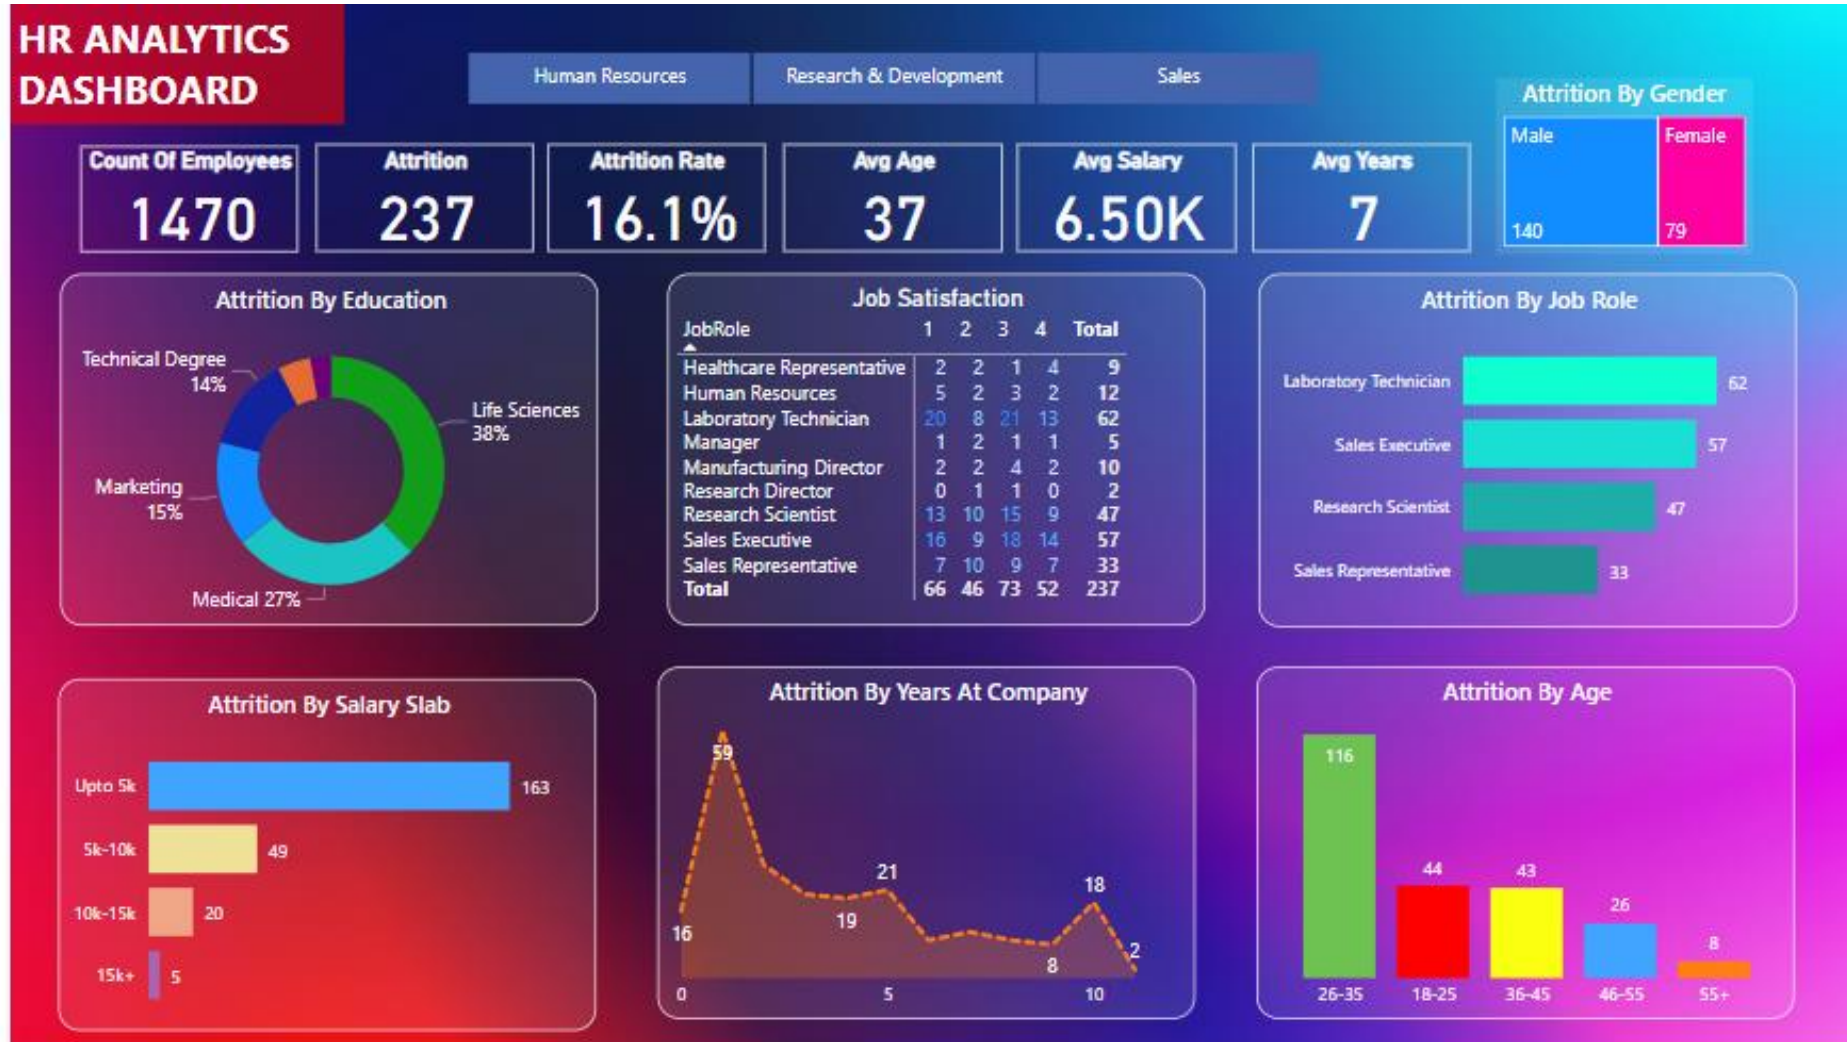 HR ANALYTICS
DASHBOARD
Human Resources
Research & Development
Sales
Count Of Employees
1470
Attrition
237
Attrition Rate
16.1%
Avg Age
37
Avg Salary
6.50K
Avg Years
7
Attrition By Gender
Male
140
Female
79
Attrition By Education
Technical Degree
14%
Life Sciences
38%
Marketing
15%
Medical 27%
Job Satisfaction
JobRole 1 2 3 4 Total
Healthcare Representative 2 2 1 4 9
Human Resources 5 2 3 2 12
Laboratory Technician 20 8 21 13 62
Manager 1 2 1 1 5
Manufacturing Director 2 2 4 2 10
Research Director 0 1 1 0 2
Research Scientist 13 10 15 9 47
Sales Executive 16 9 18 14 57
Sales Representative 7 10 9 7 33
Total 66 46 73 52 237
Attrition By Job Role
Laboratory Technician 62
Sales Executive 57
Research Scientist 47
Sales Representative 33
Attrition By Salary Slab
Upto 5k 163
5k-10k 49
10k-15k 20
15k+ 5
Attrition By Years At Company
59
21
18
19
16
2
8
0 5 10
Attrition By Age
116
44
43
26
8
26-35 18-25 36-45 46-55 55+